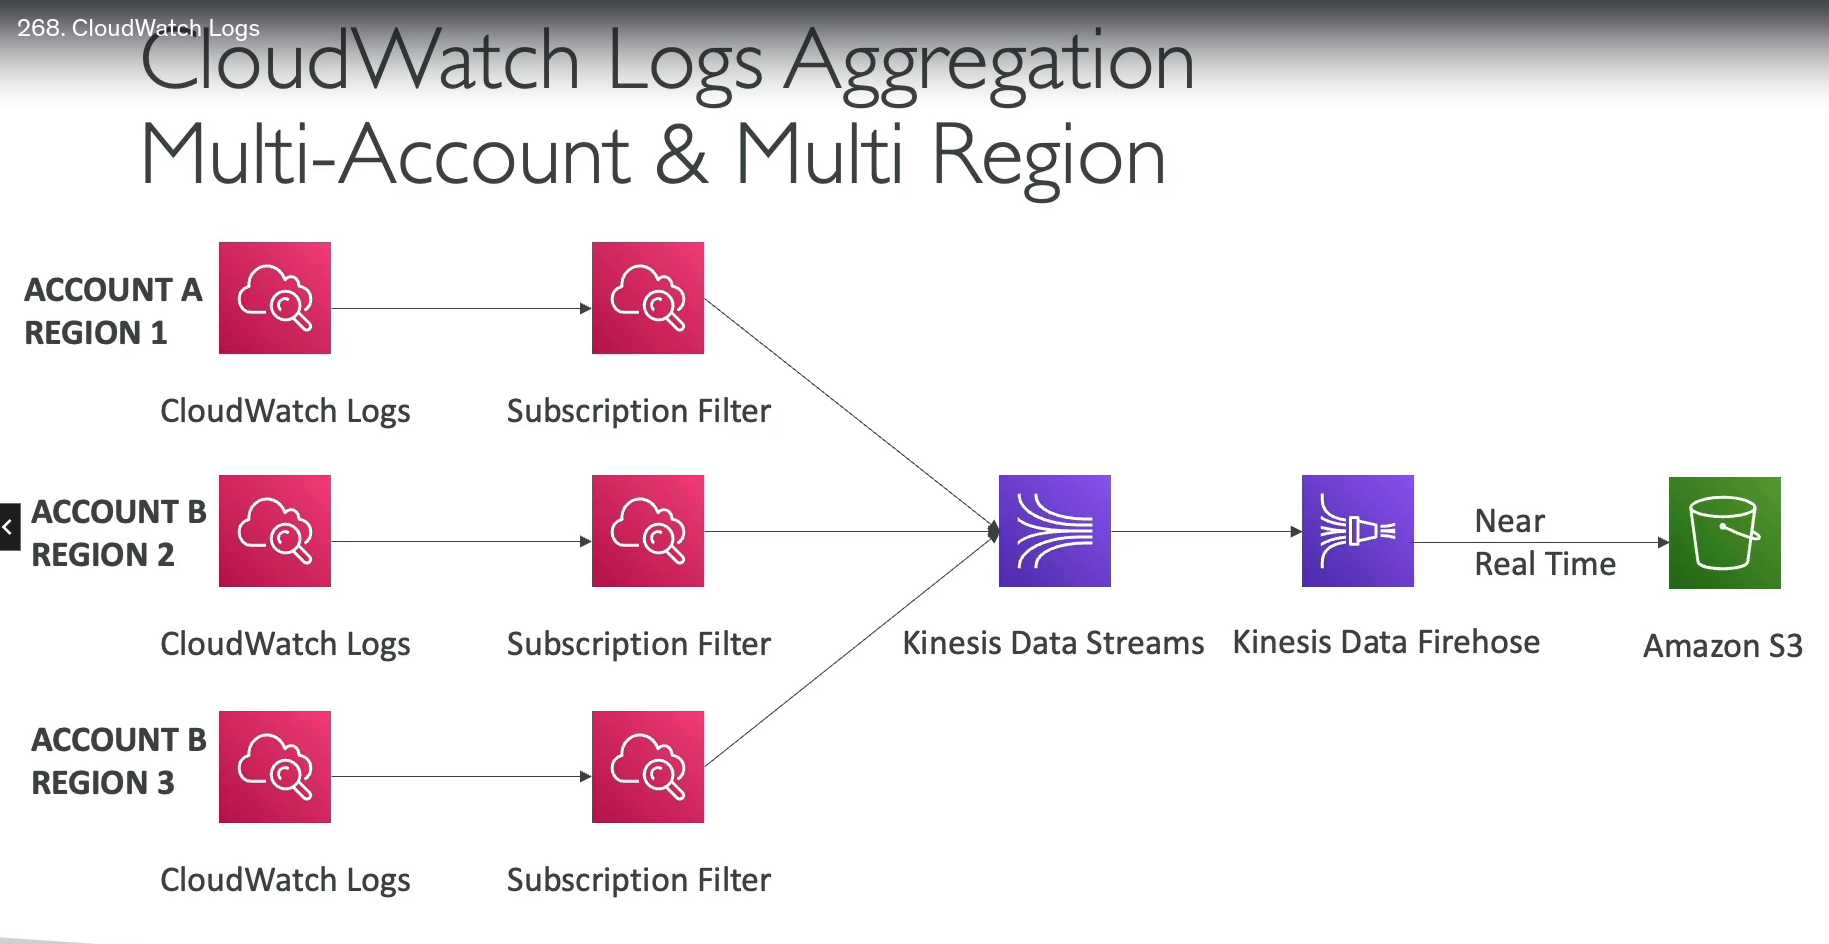 268. CloudWatch Logs
CloudWatch Logs Aggregation
Multi-Account & Multi Region
ACCOUNT A
REGION 1
CloudWatch Logs
Subscription Filter
ACCOUNT B
REGION 2
Near
Real Time
CloudWatch Logs
Subscription Filter
Kinesis Data Streams
Kinesis Data Firehose
Amazon S3
ACCOUNT B
REGION 3
CloudWatch Logs
Subscription Filter